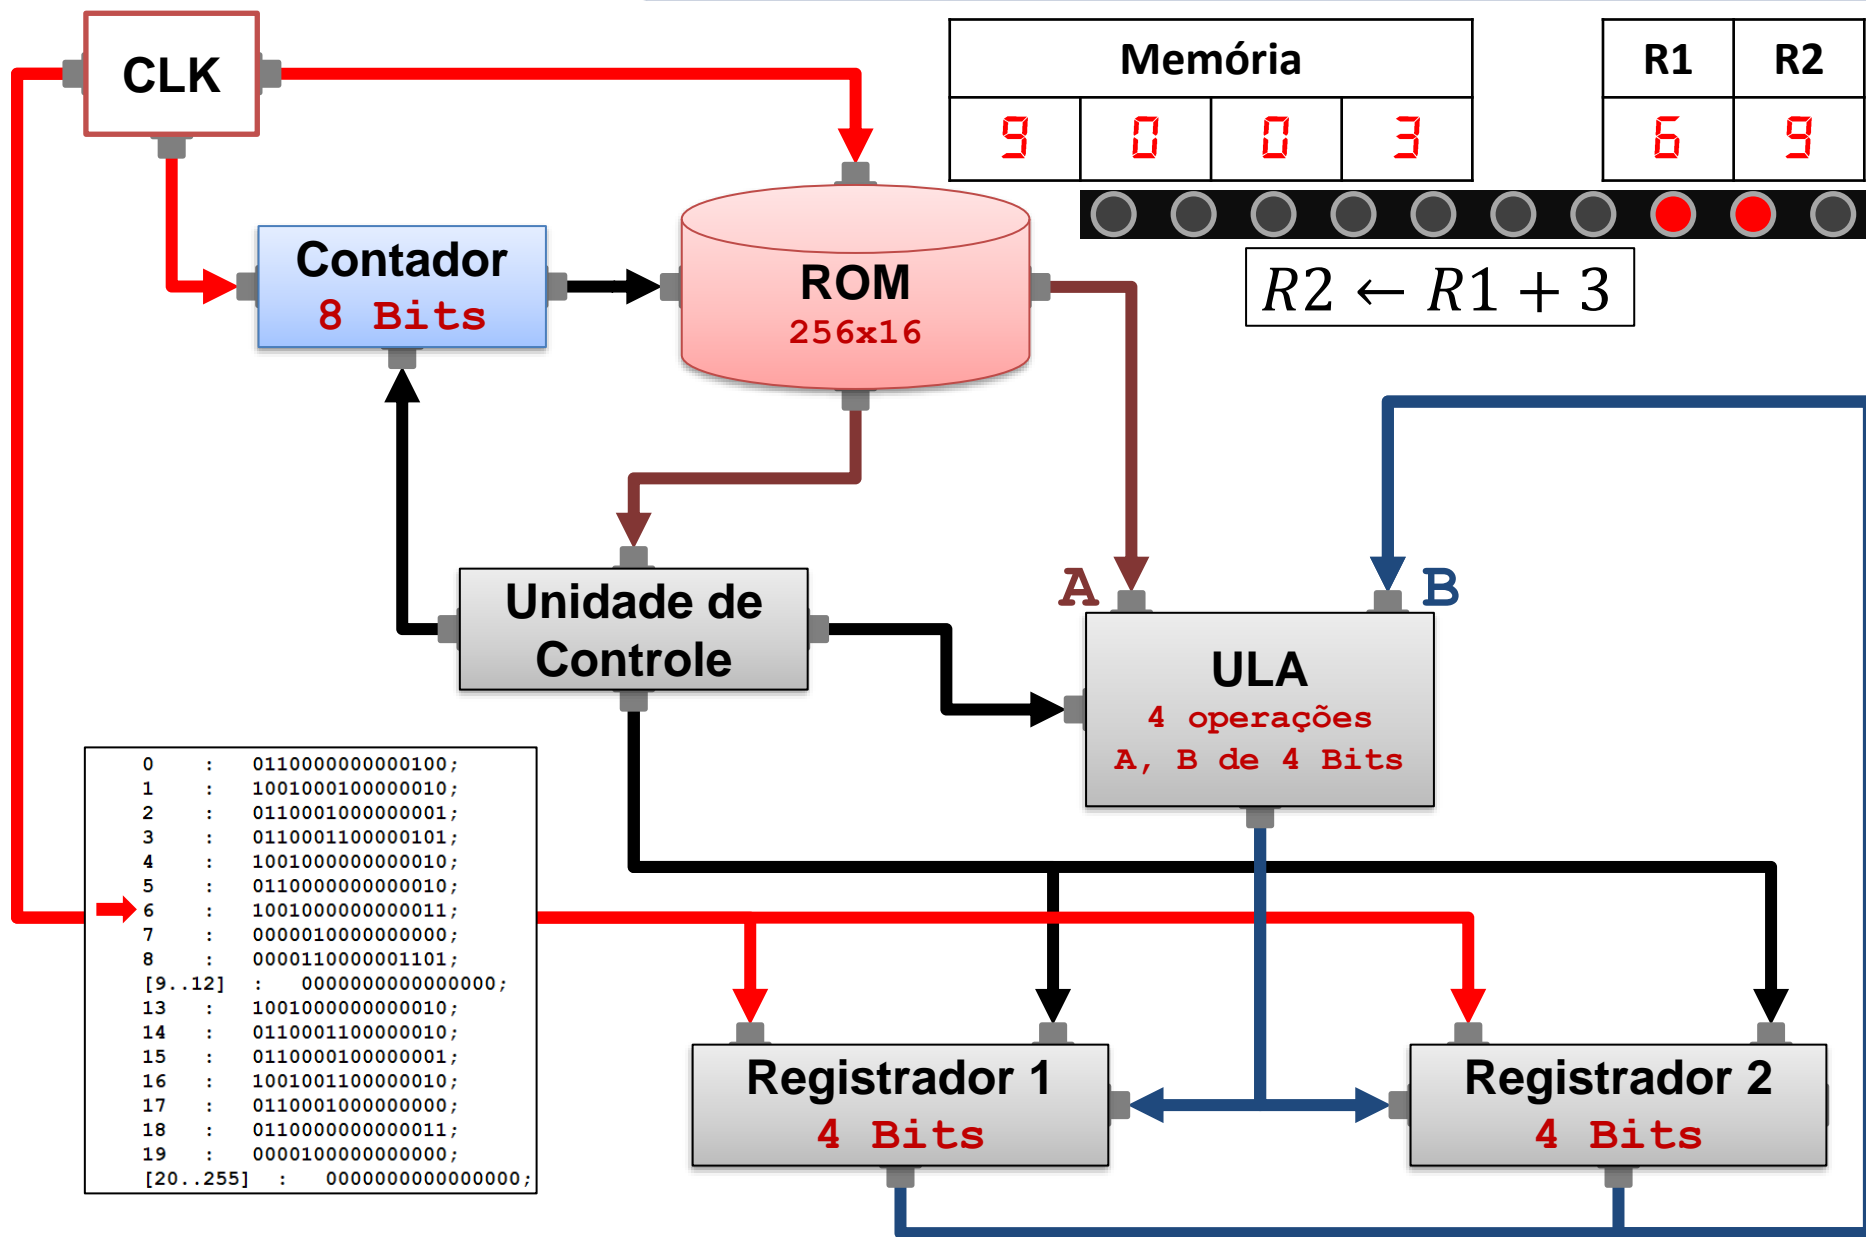 CLK
Memória
R1 R2
9 0 0 3
6 9
Contador
8 Bits
ROM
256x16
R2 ← R1 + 3
A
B
Unidade de
Controle
ULA
4 operações
A, B de 4 Bits
0 : 0110000000000100;
1 : 1001000100000010;
2 : 0110001000000001;
3 : 0110001100000101;
4 : 1001000000000010;
5 : 0110000000000010;
6 : 1001000000000011;
7 : 0000010000000000;
8 : 0000110000001101;
[9..12] : 0000000000000000;
13 : 1001000000000010;
14 : 0110001100000010;
15 : 0110000100000001;
16 : 1001001100000010;
17 : 0110001000000000;
18 : 0110000000000011;
19 : 0000100000000000;
[20..255] : 0000000000000000;
Registrador 1
4 Bits
Registrador 2
4 Bits